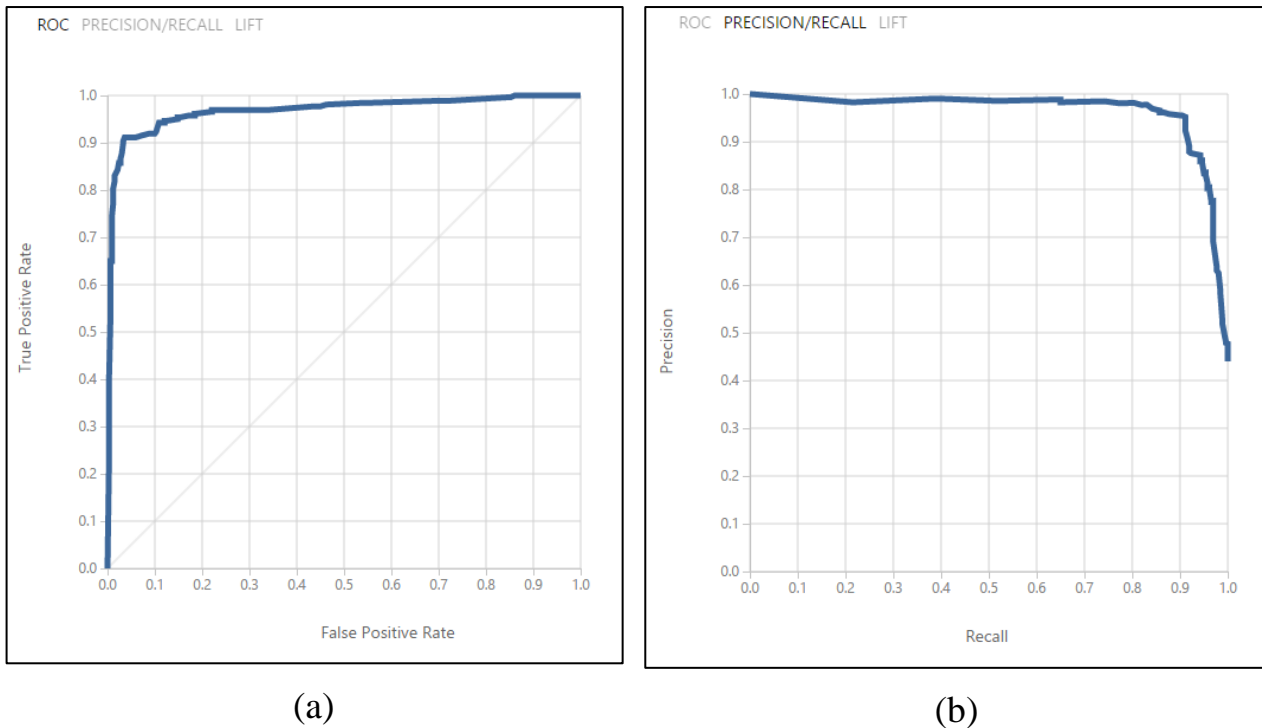 ROC PRECISION/RECALL LIFT
1.0
0.9
0.8
0.7
0.6
0.5
0.4
0.3
0.2
0.1
0.0
True Positive Rate
0.0 0.1 0.2 0.3 0.4 0.5 0.6 0.7 0.8 0.9 1.0
False Positive Rate
(a)
ROC PRECISION/RECALL LIFT
1.0
0.9
0.8
0.7
0.6
0.5
0.4
0.3
0.2
0.1
0.0
Precision
0.0 0.1 0.2 0.3 0.4 0.5 0.6 0.7 0.8 0.9 1.0
Recall
(b)